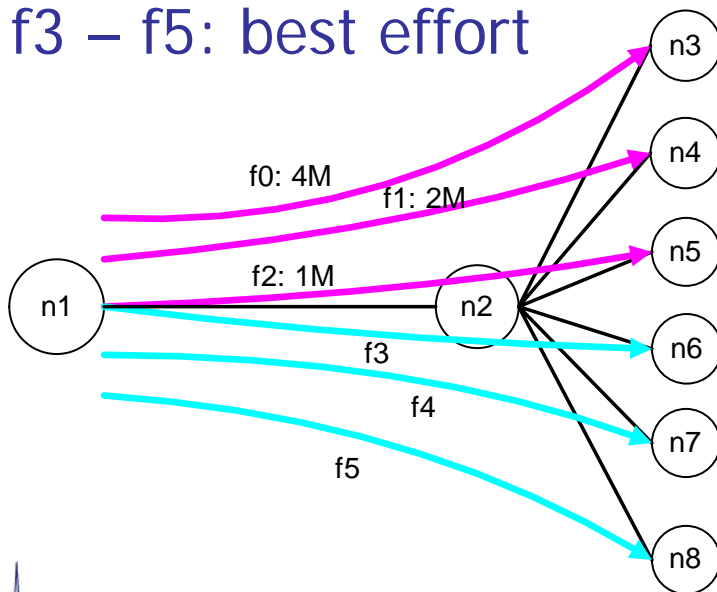 f3 – f5: best effort
n3
f0: 4M
n4
f1: 2M
n5
f2: 1M
n1
n2
n6
f3
f4
n7
f5
n8